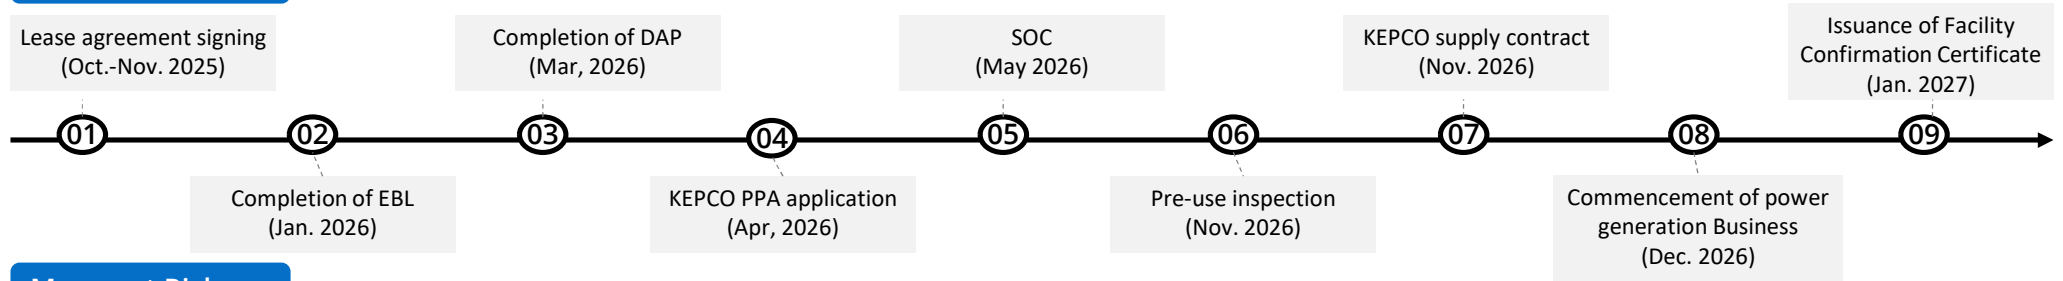 Lease agreement signing
(Oct.-Nov. 2025)
Completion of DAP
(Mar, 2026)
SOC
(May 2026)
KEPCO supply contract
(Nov. 2026)
Issuance of Facility
Confirmation Certificate
(Jan. 2027)
01
02
03
04
05
06
07
08
09
Completion of EBL
(Jan. 2026)
KEPCO PPA application
(Apr, 2026)
Pre-use inspection
(Nov. 2026)
Commencement of power
generation Business
(Dec. 2026)